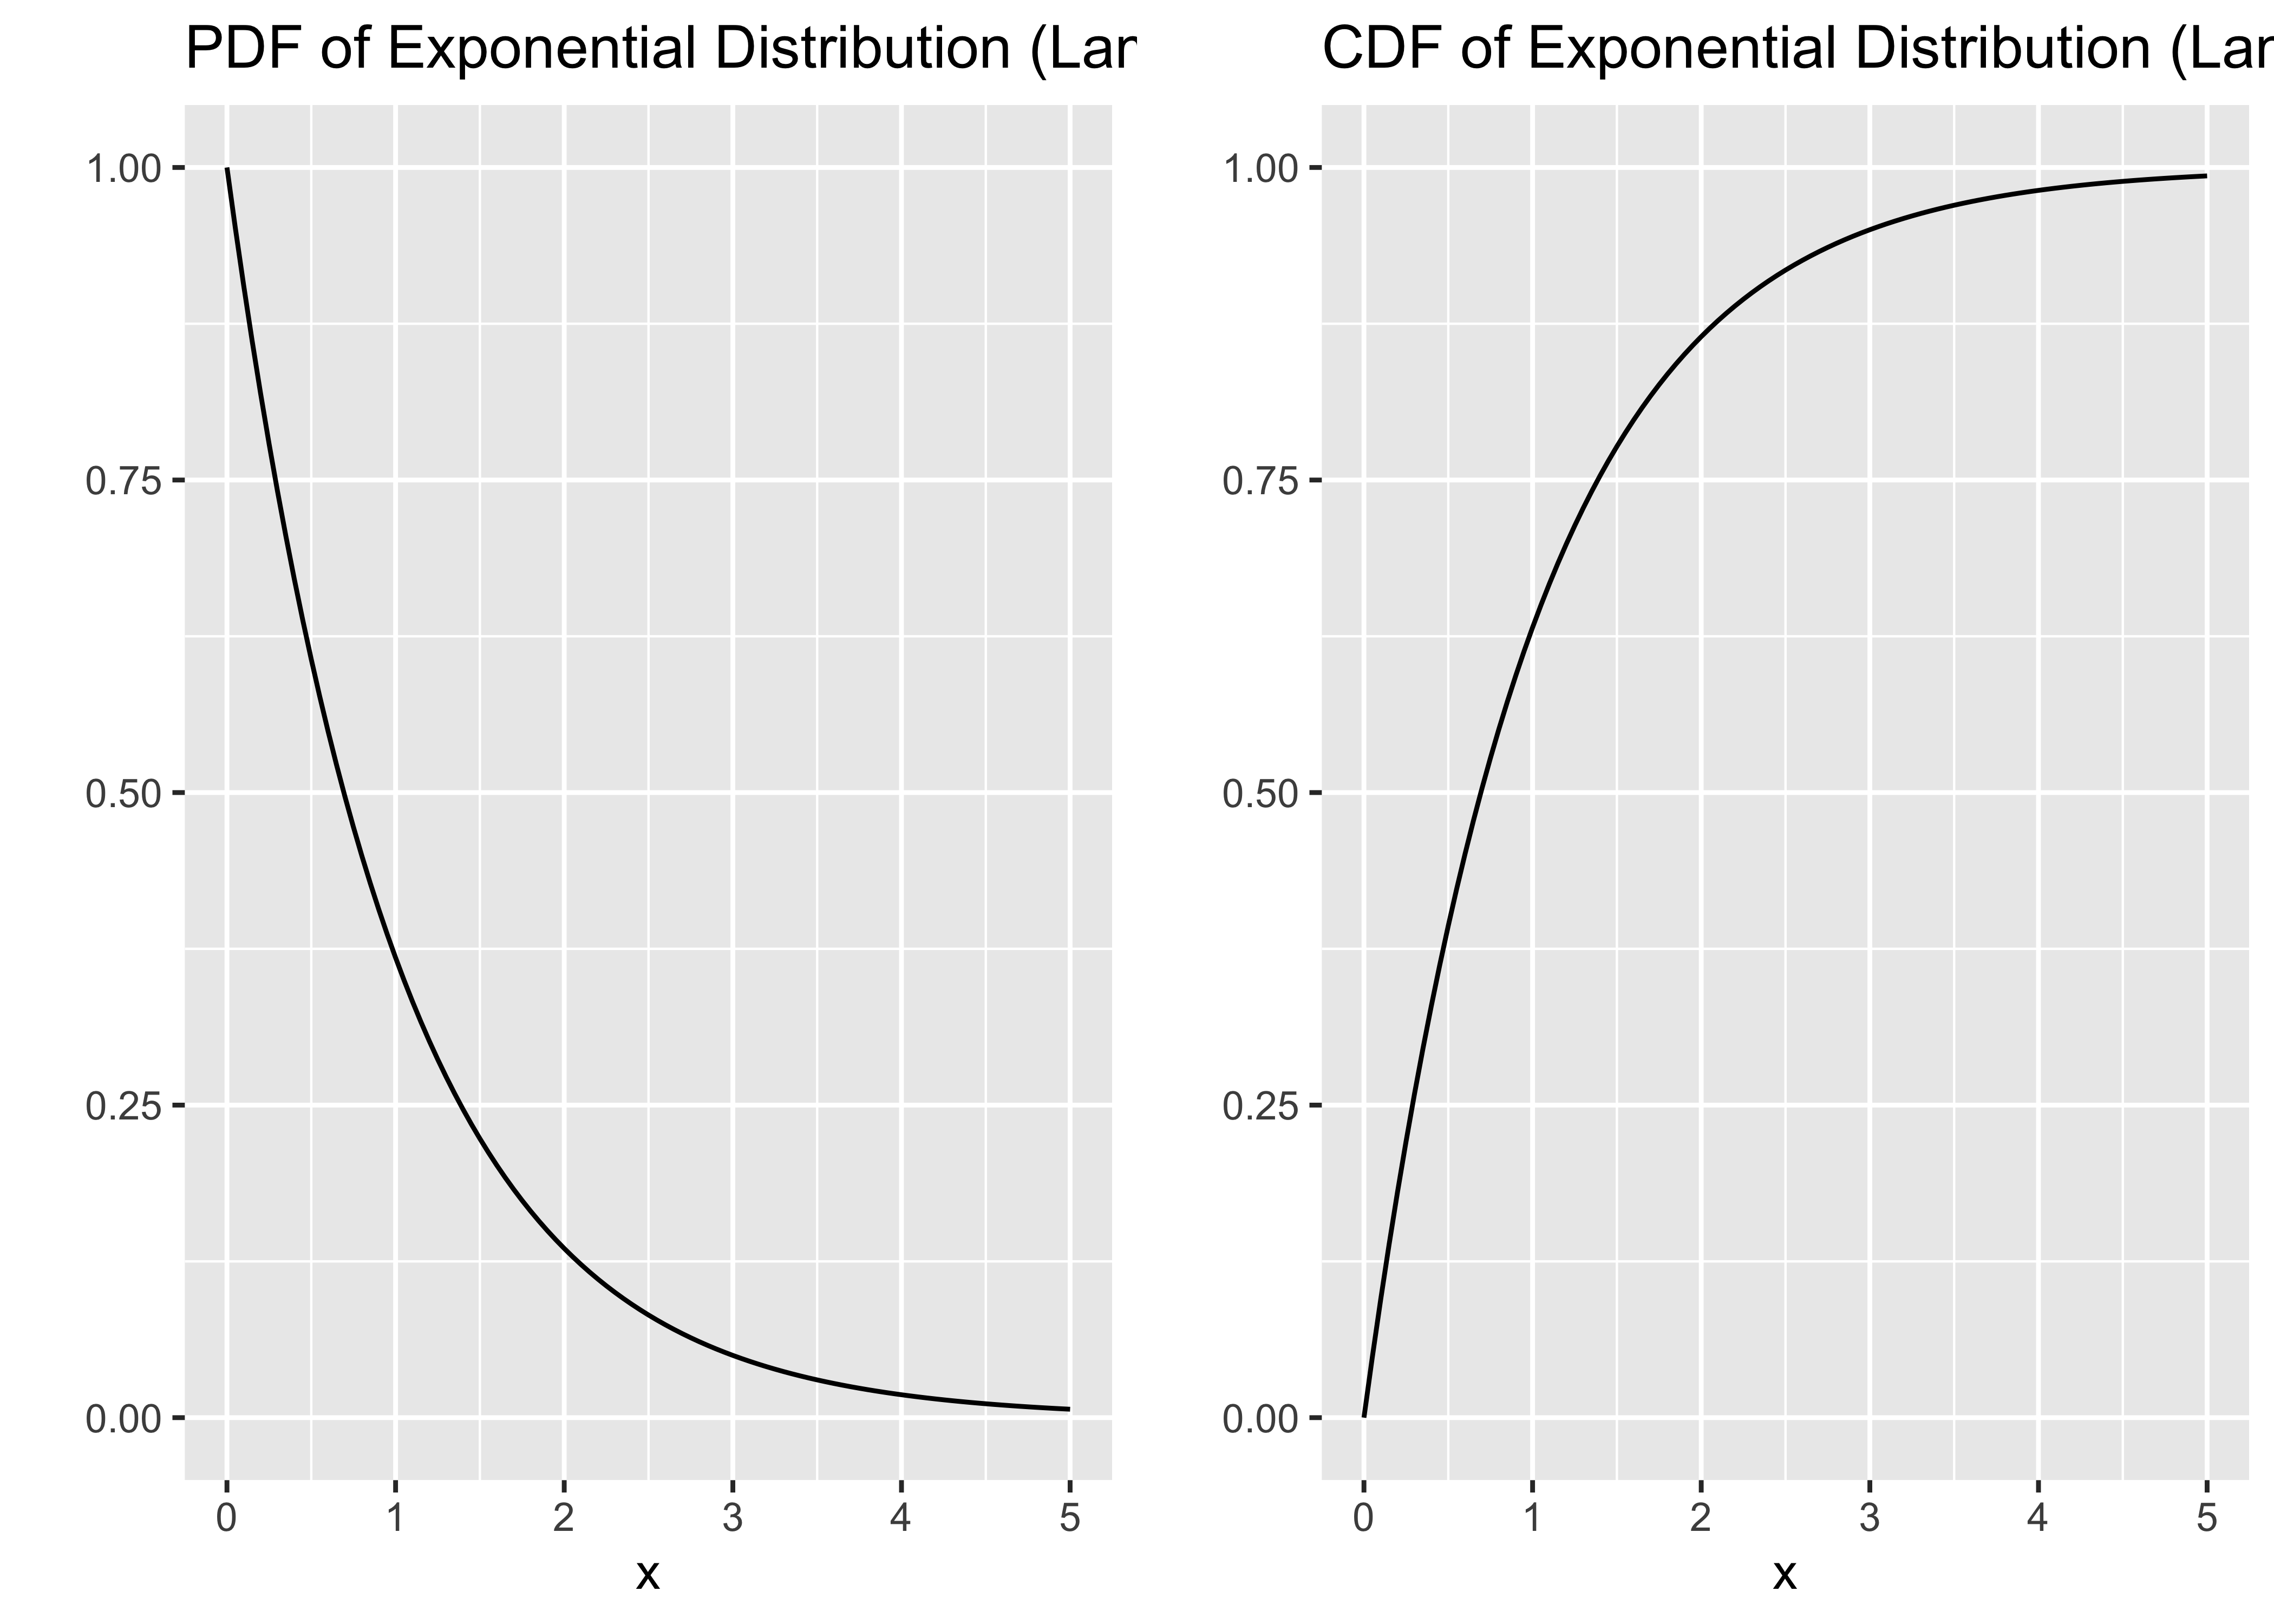 PDF of Exponential Distribution (Lar
1.00
0.75
0.50
0.25
0.00
0 1 2 3 4 5
x
CDF of Exponential Distribution (Lar
1.00
0.75
0.50
0.25
0.00
0 1 2 3 4 5
x